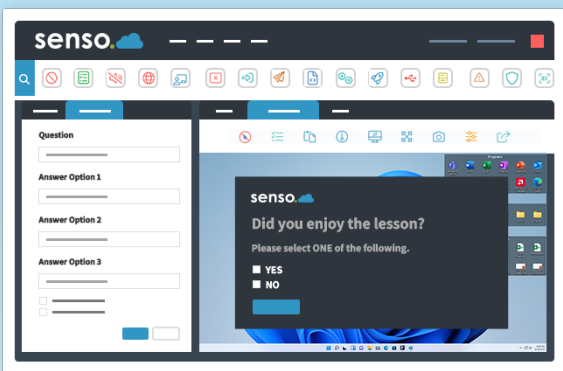 senso.
Question
Answer Option 1
Answer Option 2
Answer Option 3
senso.
Did you enjoy the lesson?
Please select ONE of the following.
YES
NO